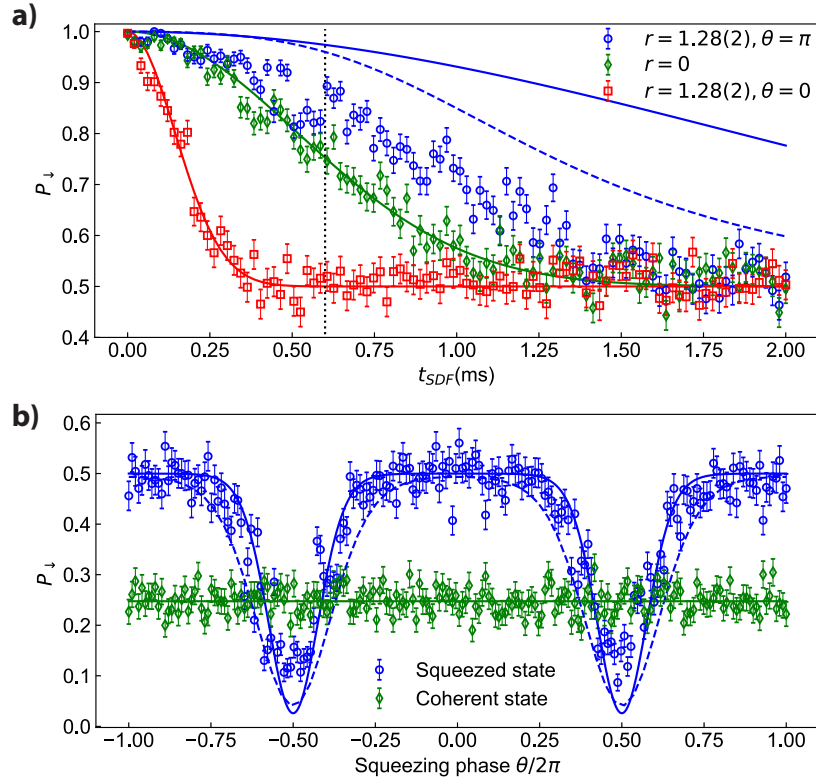 a)
1.0
0.9
0.8
0.7
0.6
0.5
0.4
P↓
r = 1.28(2), θ = π
r = 0
r = 1.28(2), θ = 0
0.00 0.25 0.50 0.75 1.00 1.25 1.50 1.75 2.00
t_SDF(ms)
b)
0.6
0.5
0.4
0.3
0.2
0.1
0.0
P↓
Squeezed state
Coherent state
−1.00 −0.75 −0.50 −0.25 0.00 0.25 0.50 0.75 1.00
Squeezing phase θ/2π